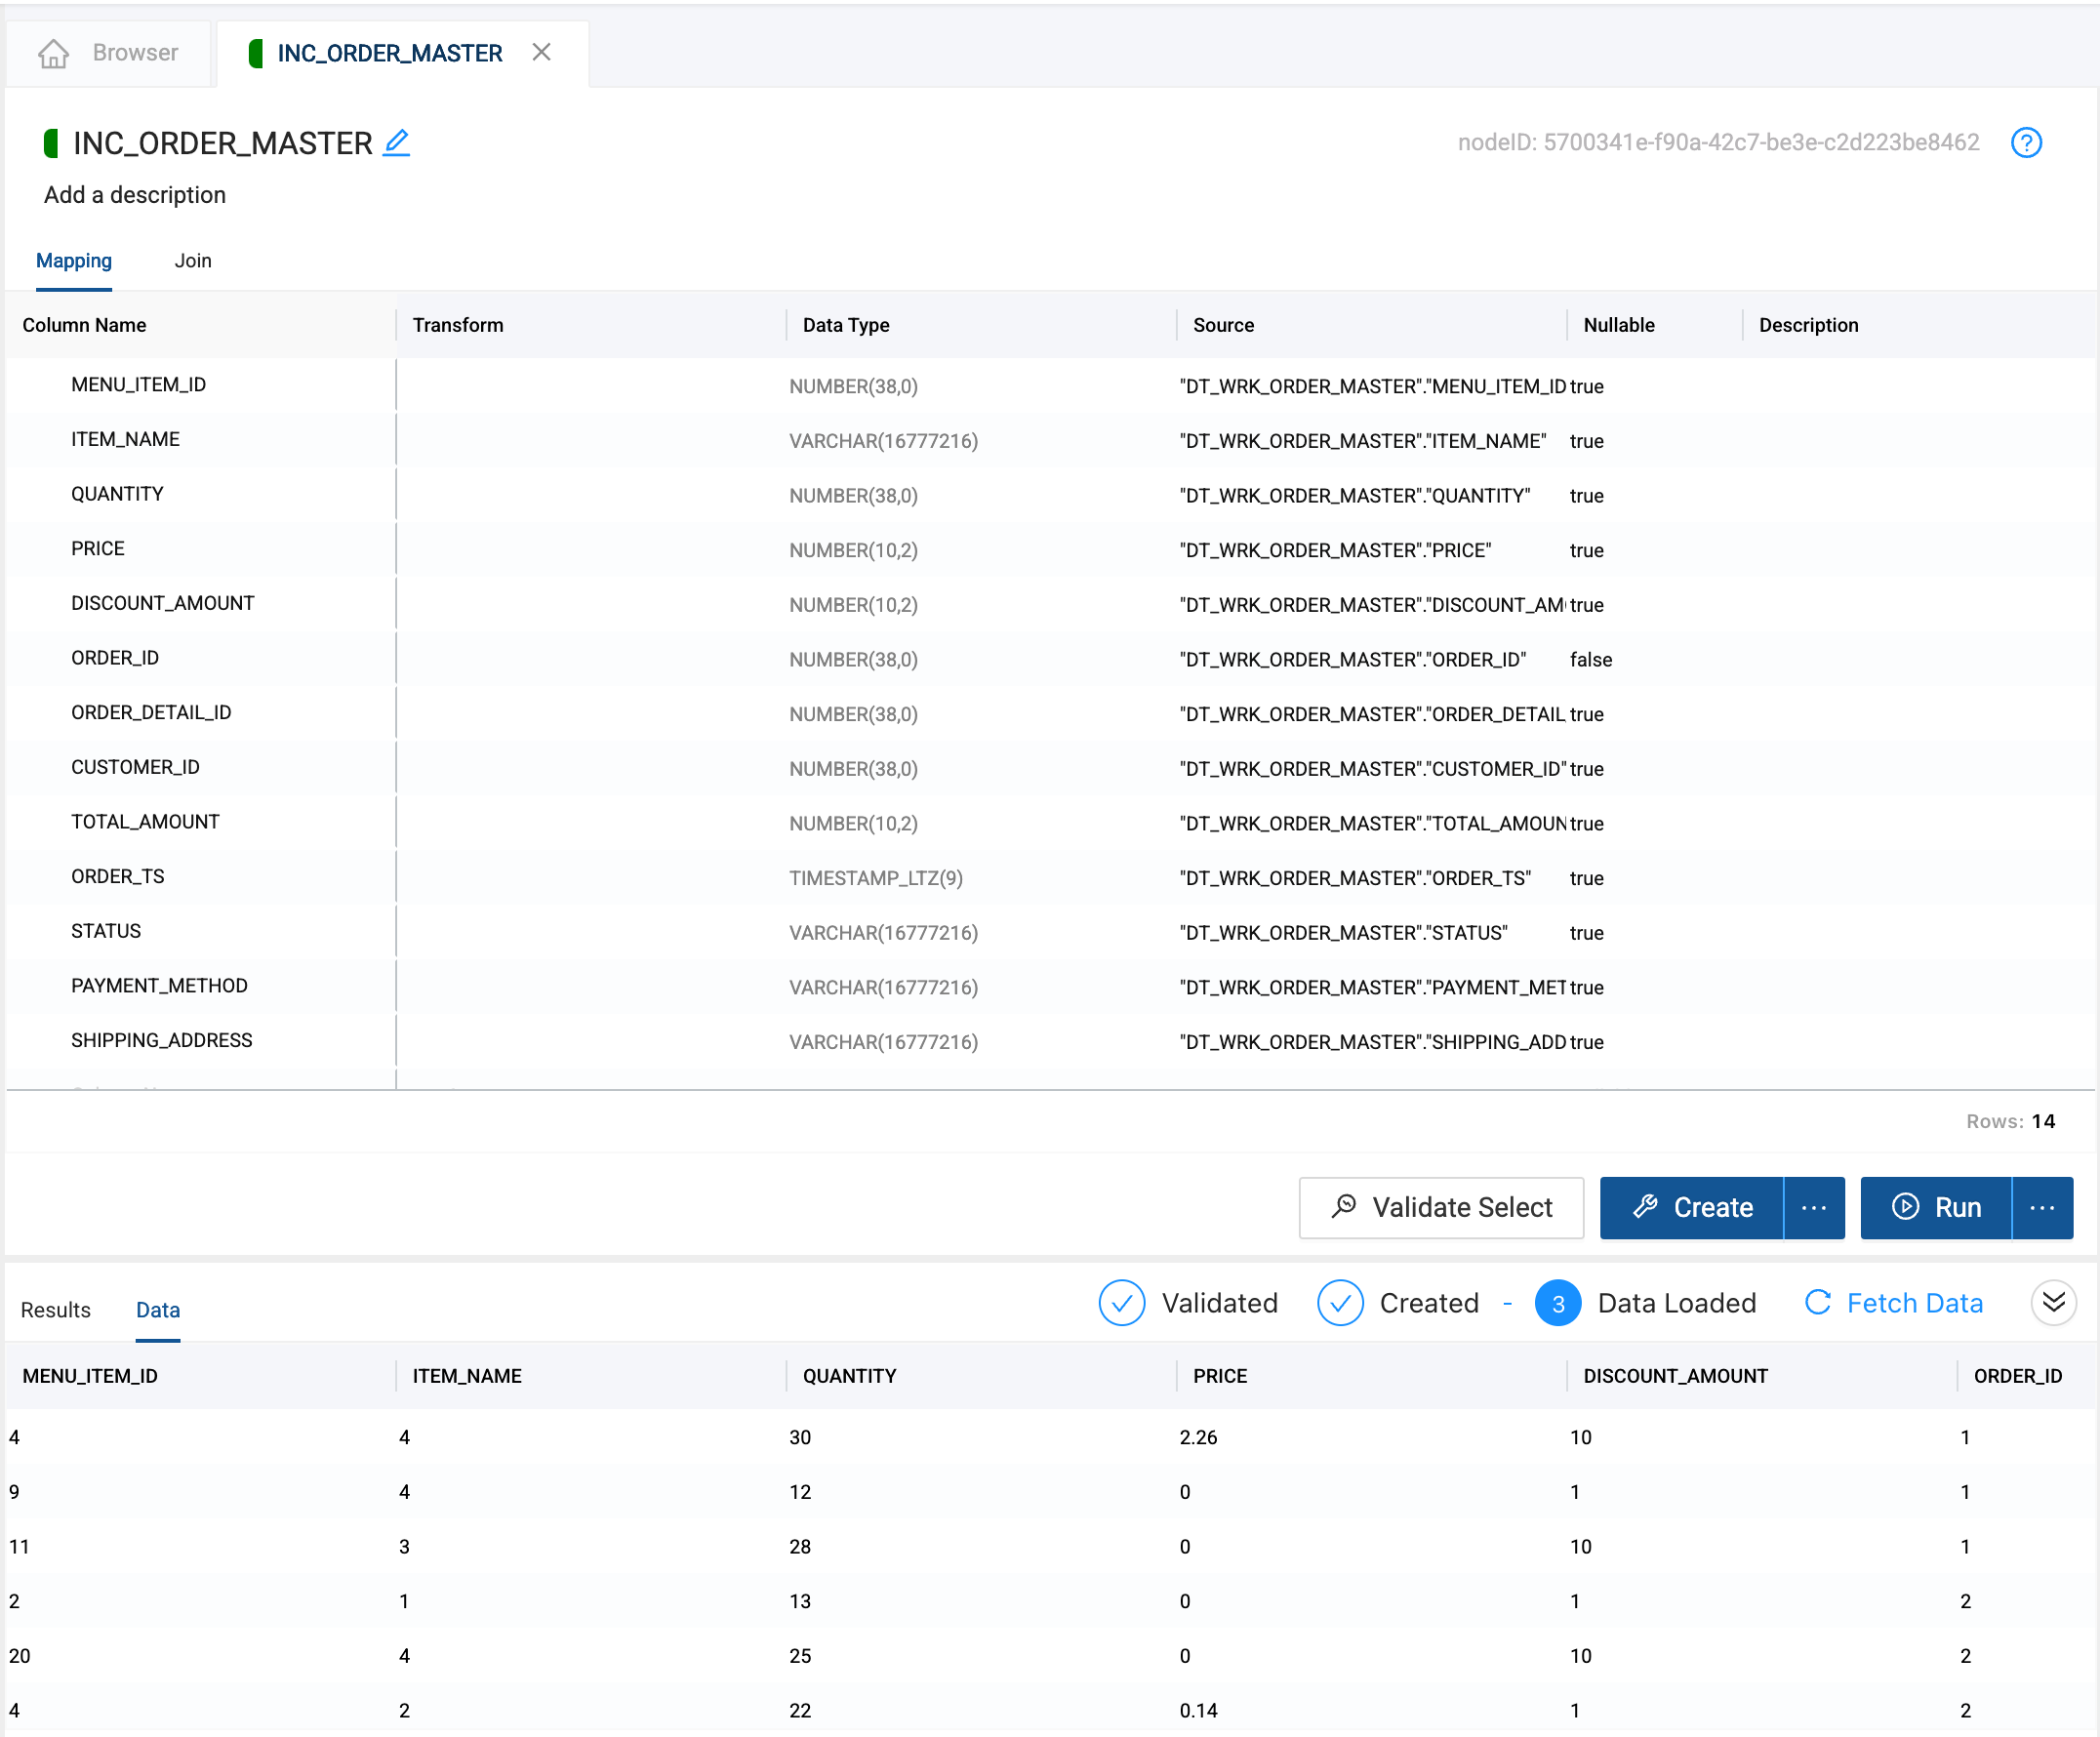 Browser INC_ORDER_MASTER
INC_ORDER_MASTER nodeID: 5700341e-f90a-42c7-be3e-c2d223be8462
Add a description
Mapping Join
Column Name Transform Data Type Source Nullable Description
MENU_ITEM_ID NUMBER(38,0) "DT_WRK_ORDER_MASTER"."MENU_ITEM_ID true
ITEM_NAME VARCHAR(16777216) "DT_WRK_ORDER_MASTER"."ITEM_NAME" true
QUANTITY NUMBER(38,0) "DT_WRK_ORDER_MASTER"."QUANTITY" true
PRICE NUMBER(10,2) "DT_WRK_ORDER_MASTER"."PRICE" true
DISCOUNT_AMOUNT NUMBER(10,2) "DT_WRK_ORDER_MASTER"."DISCOUNT_AM true
ORDER_ID NUMBER(38,0) "DT_WRK_ORDER_MASTER"."ORDER_ID" false
ORDER_DETAIL_ID NUMBER(38,0) "DT_WRK_ORDER_MASTER"."ORDER_DETAIL_ true
CUSTOMER_ID NUMBER(38,0) "DT_WRK_ORDER_MASTER"."CUSTOMER_ID" true
TOTAL_AMOUNT NUMBER(10,2) "DT_WRK_ORDER_MASTER"."TOTAL_AMOUN true
ORDER_TS TIMESTAMP_LTZ(9) "DT_WRK_ORDER_MASTER"."ORDER_TS" true
STATUS VARCHAR(16777216) "DT_WRK_ORDER_MASTER"."STATUS" true
PAYMENT_METHOD VARCHAR(16777216) "DT_WRK_ORDER_MASTER"."PAYMENT_MET true
SHIPPING_ADDRESS VARCHAR(16777216) "DT_WRK_ORDER_MASTER"."SHIPPING_ADD true
Rows: 14
Validate Select Create ... Run ...
Results Data Validated Created - 3 Data Loaded Fetch Data
MENU_ITEM_ID ITEM_NAME QUANTITY PRICE DISCOUNT_AMOUNT ORDER_ID
4 4 30 2.26 10 1
9 4 12 0 1 1
11 3 28 0 10 1
2 1 13 0 1 2
20 4 25 0 10 2
4 2 22 0.14 1 2